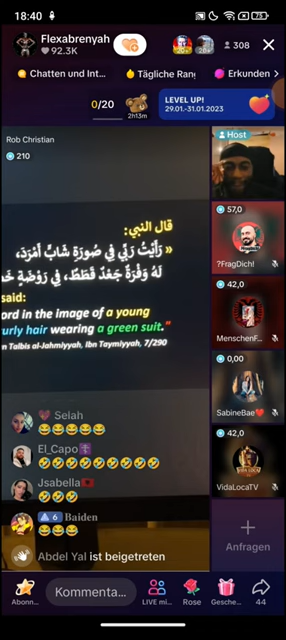 18:40
75
Flexabrenyah
92.3K
20+
308
Chatten und Int...
Tägliche Ran
Erkunden
0/20
2h13m
LEVEL UP!
29.01.-31.01.2023
Rob Christian
210
Host
قال النبي:
« رَأَيْتُ رَبِّي فِي صُورَةِ شَابٍّ أَمْرَدَ،
لَهُ وَفْرَةٌ جَعْدٌ قَطَطٌ، فِي رَوْضَةٍ
said:
ord in the image of a young
urly hair wearing a green suit."
n Talbis al-Jahmiyyah, Ibn Taymiyyah, 7/290
57,0
?FragDich!
42,0
MenschenF...
0,00
SabineBae
42,0
VidaLocaTV
Selah
El_Capo
Jsabella
6 Baiden
Abdel Yal ist beigetreten
Anfragen
Abonn...
Kommenta...
LIVE mi...
Rose
Gesche...
44